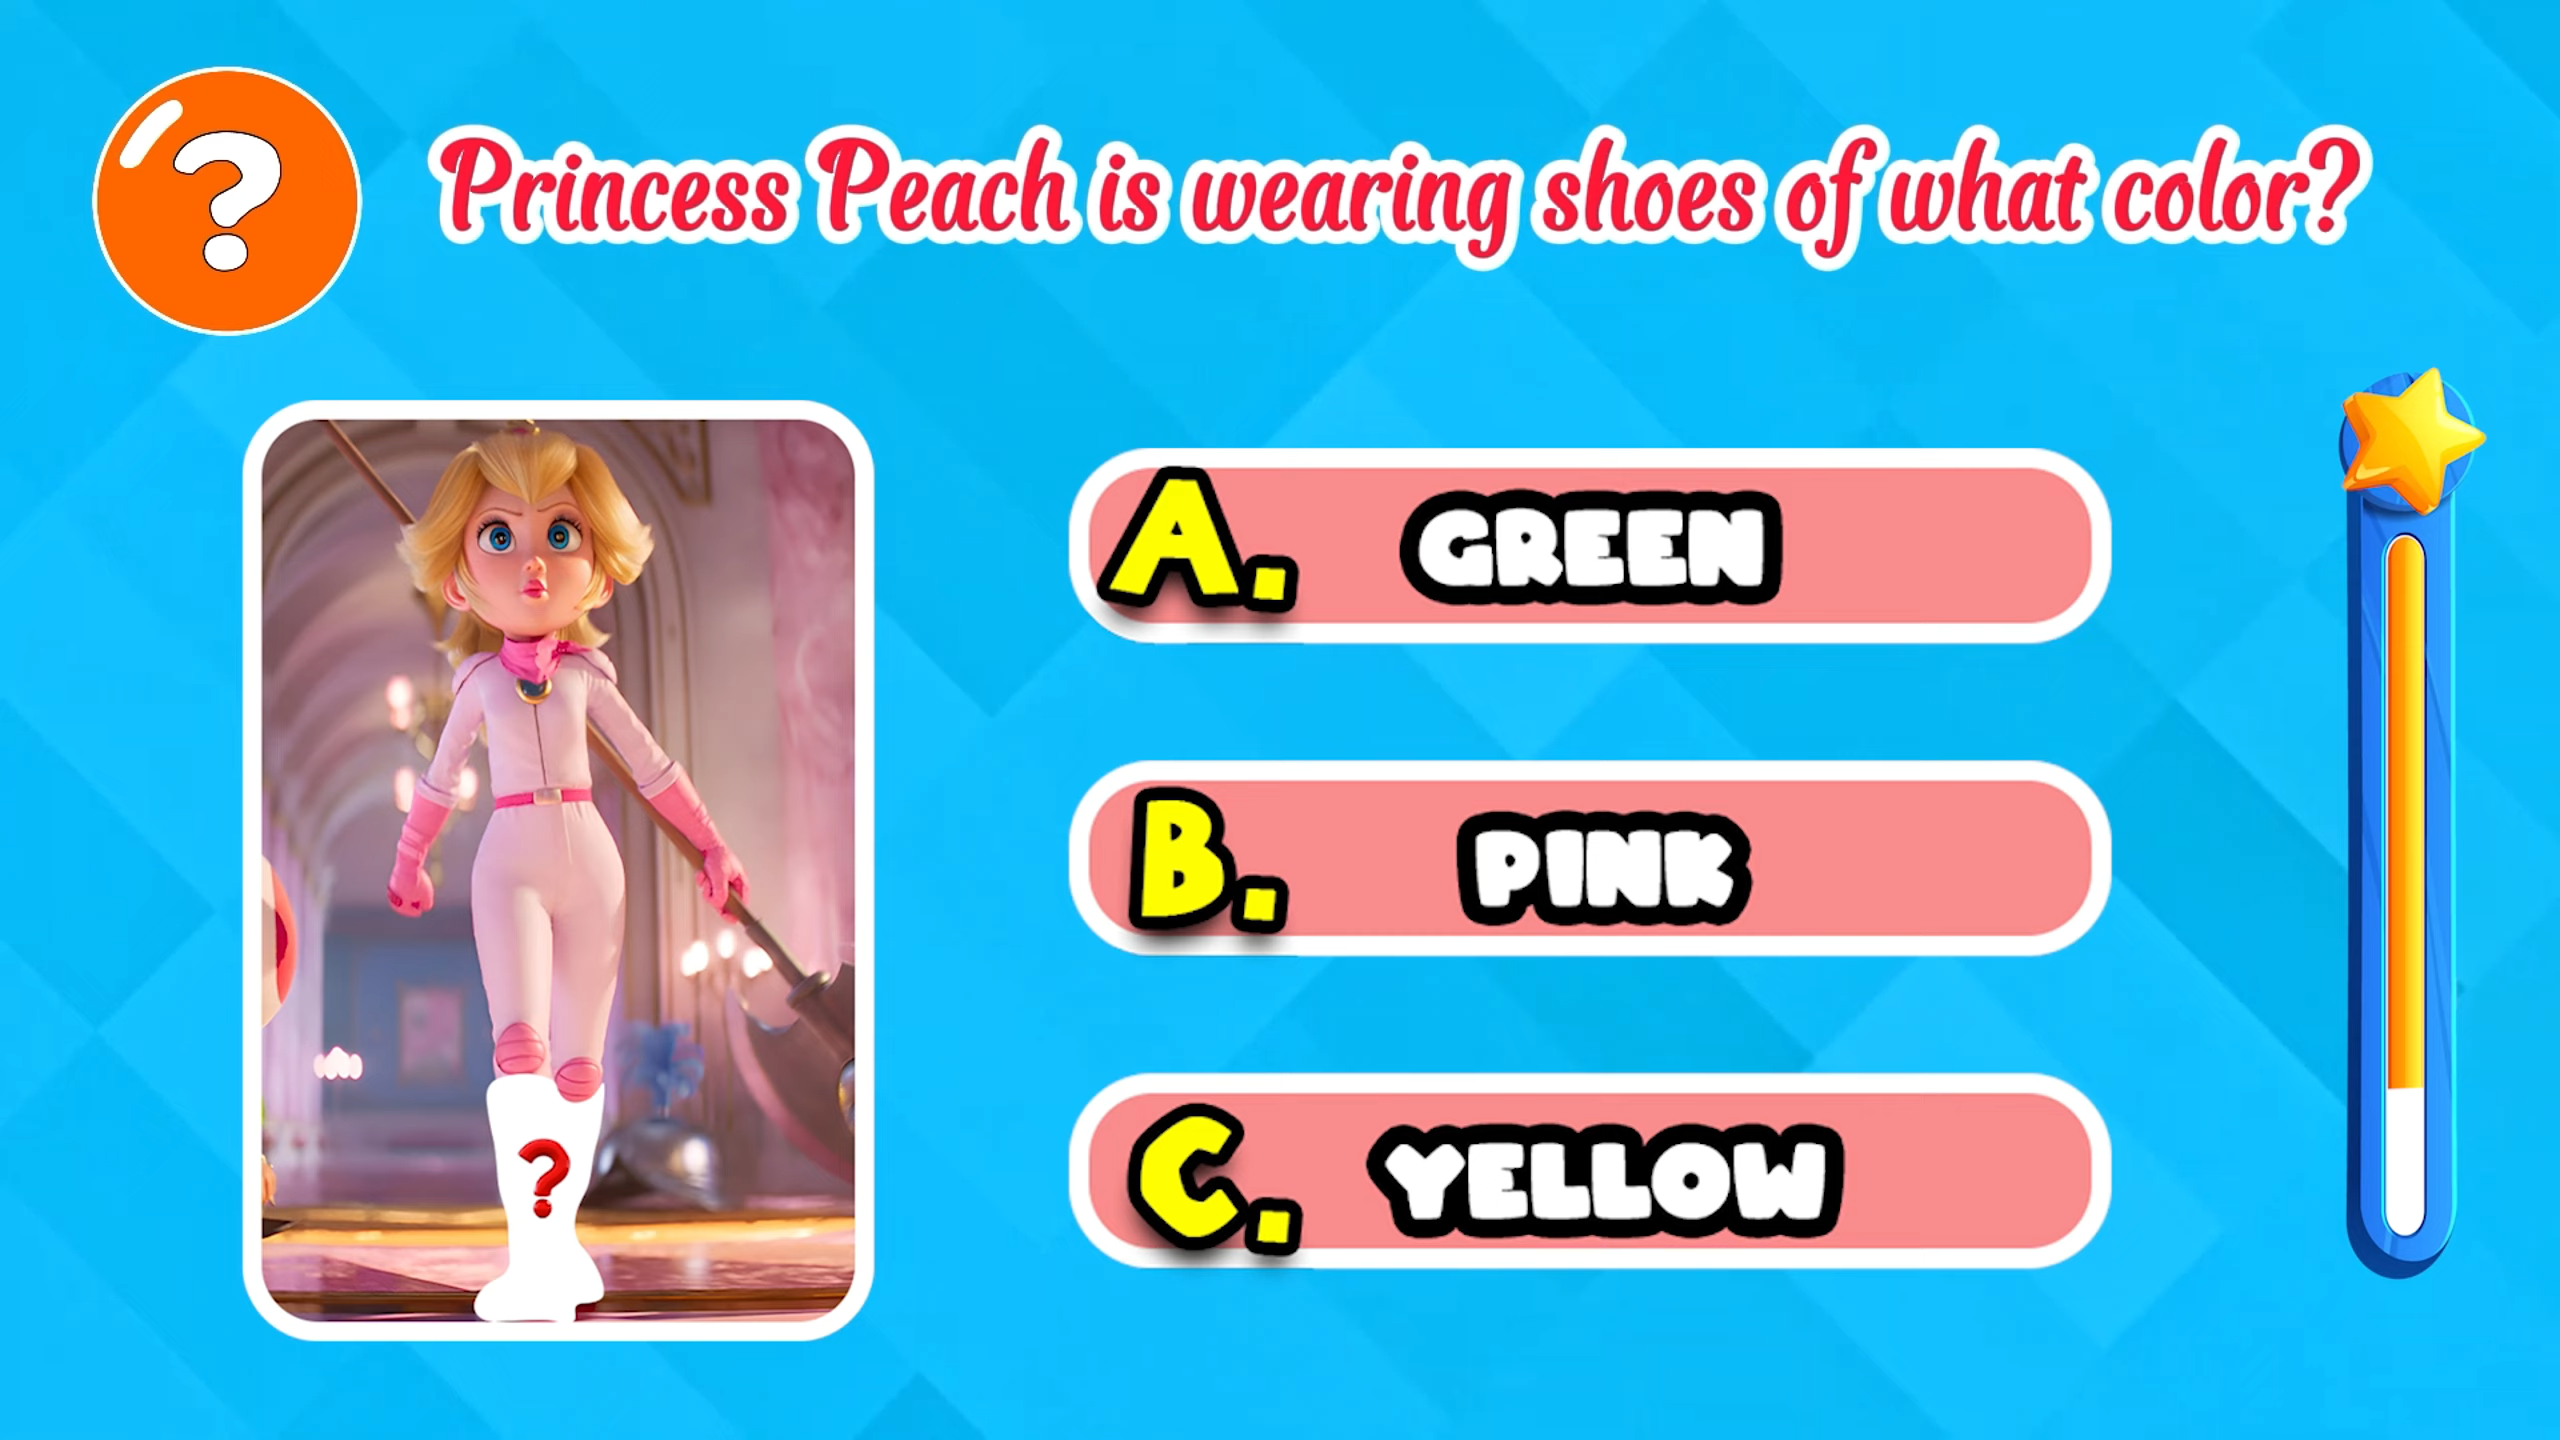 ?
Princess Peach is wearing shoes of what color?
A. GREEN
B. PINK
?
C. YELLOW